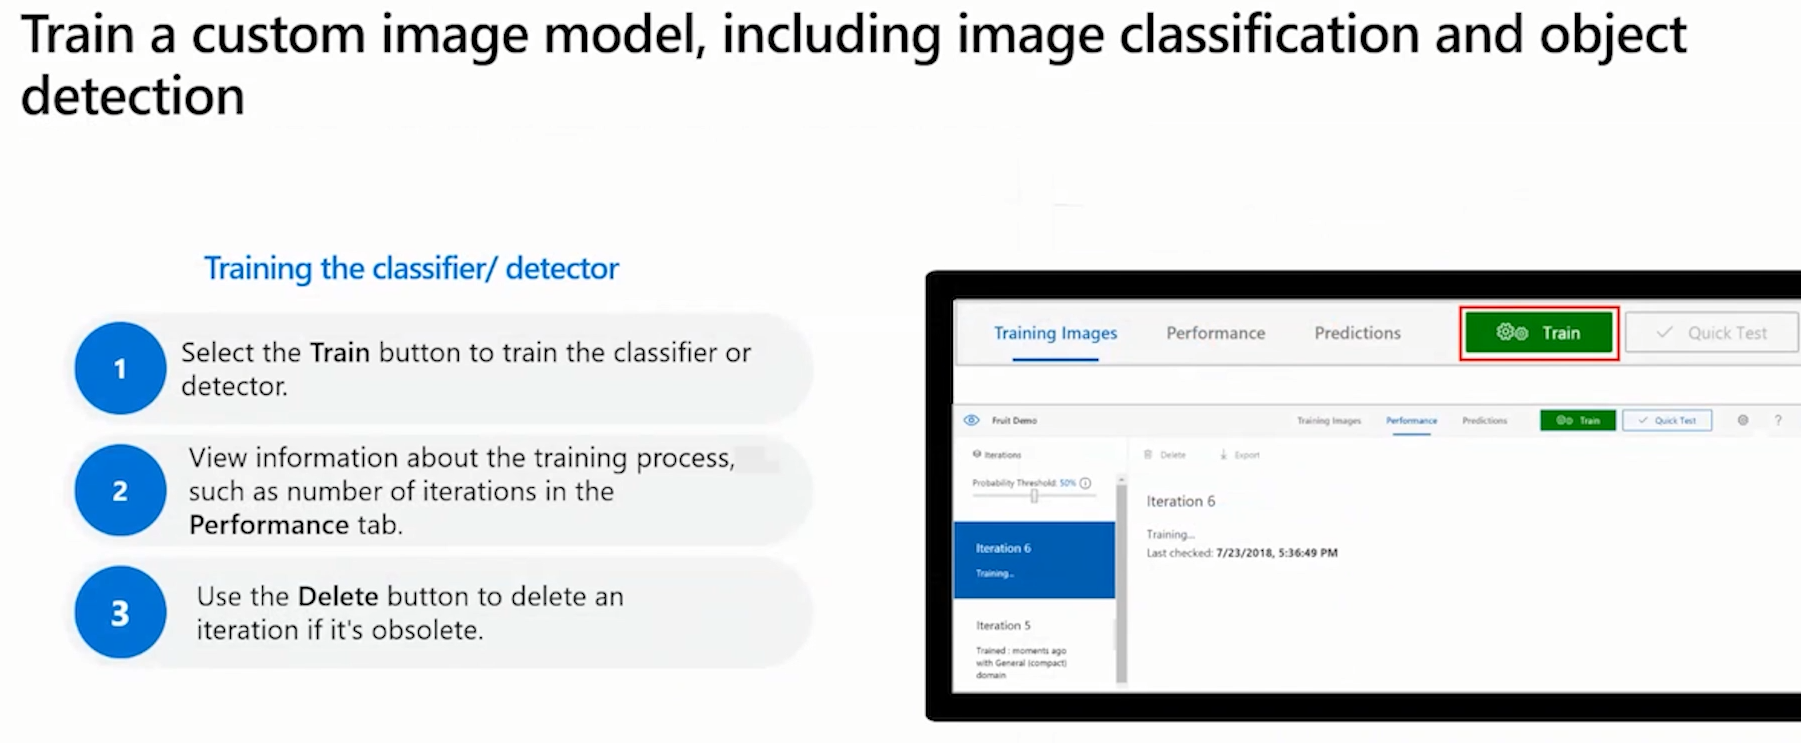 Train a custom image model, including image classification and object
detection
Training the classifier/ detector
1
Select the Train button to train the classifier or
detector.
2
View information about the training process,
such as number of iterations in the
Performance tab.
3
Use the Delete button to delete an
iteration if it's obsolete.
Training Images Performance Predictions Train Quick Test
Fruit Demo Training Images Performance Predictions Train Quick Test ?
Iterations
Delete Export
Probability Threshold: 50%
Iteration 6
Training...
Last checked: 7/23/2018, 5:36:49 PM
Iteration 6
Training...
Iteration 5
Trained : moments ago
with General (compact)
domain